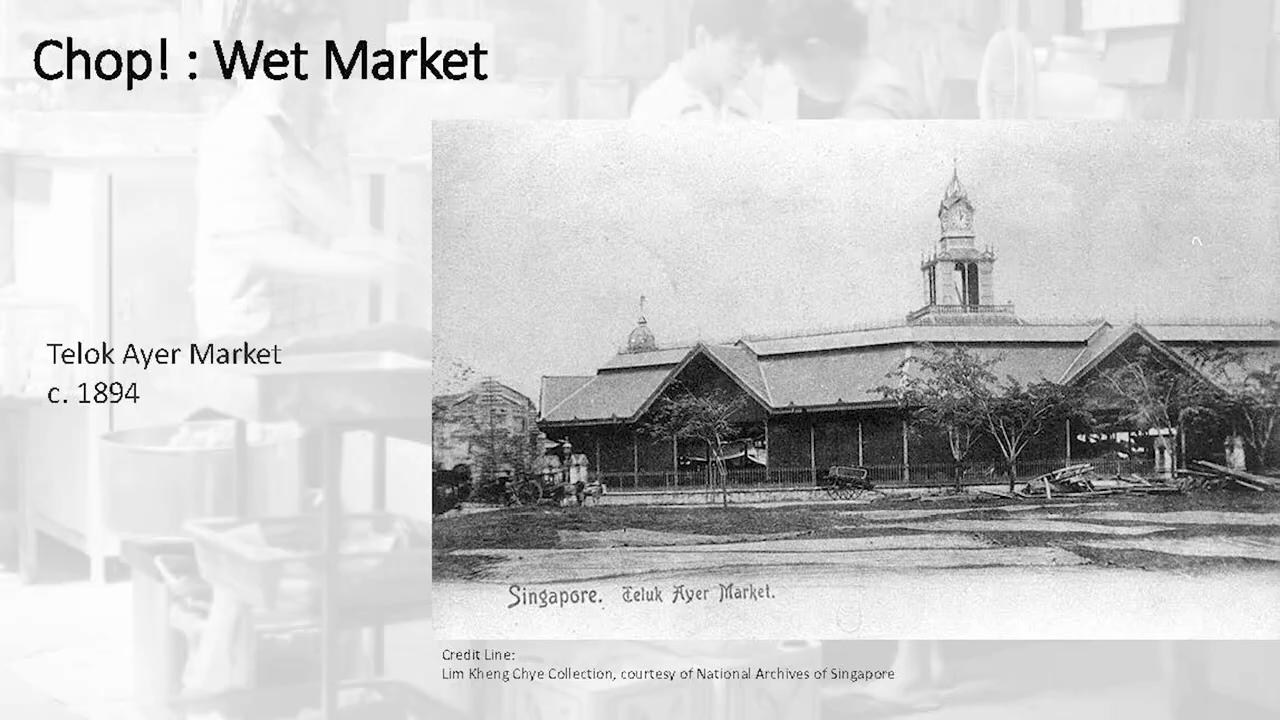 Chop! : Wet Market
Telok Ayer Market
c. 1894
Singapore. Teluk Ayer Market.
Credit Line:
Lim Kheng Chye Collection, courtesy of National Archives of Singapore